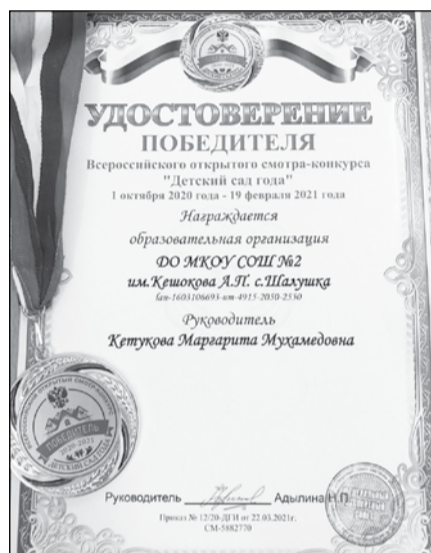 УДОСТОВЕРЕНИЕ
ПОБЕДИТЕЛЯ
Всероссийского открытого смотра-конкурса
"Детский сад года"
1 октября 2020 года - 19 февраля 2021 года
Награждается
образовательная организация
ДО МКОУ СОШ №2
им.Кешокова А.П. с.Шалушка
Руководитель
Кетукова Маргарита Мухамедовна
ПОБЕДИТЕЛЬ
2020-2021
ДЕТСКИЙ САД ГОДА
Руководитель Адылина Н.П.
Приказ № 12/20-ДГИ от 22.03.2021г.
СМ-5882770